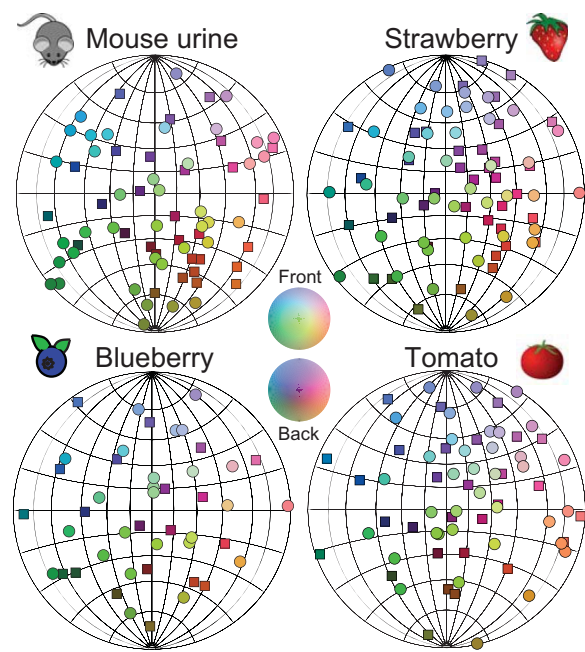 Mouse urine
Strawberry
Front
Back
Blueberry
Tomato